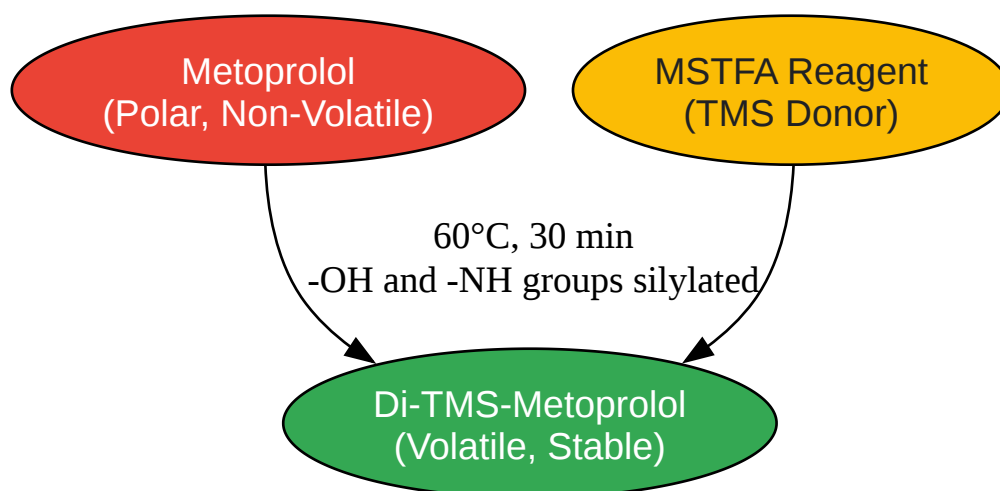 Metoprolol
(Polar, Non-Volatile)
MSTFA Reagent
(TMS Donor)
60°C, 30 min
-OH and -NH groups silylated
Di-TMS-Metoprolol
(Volatile, Stable)